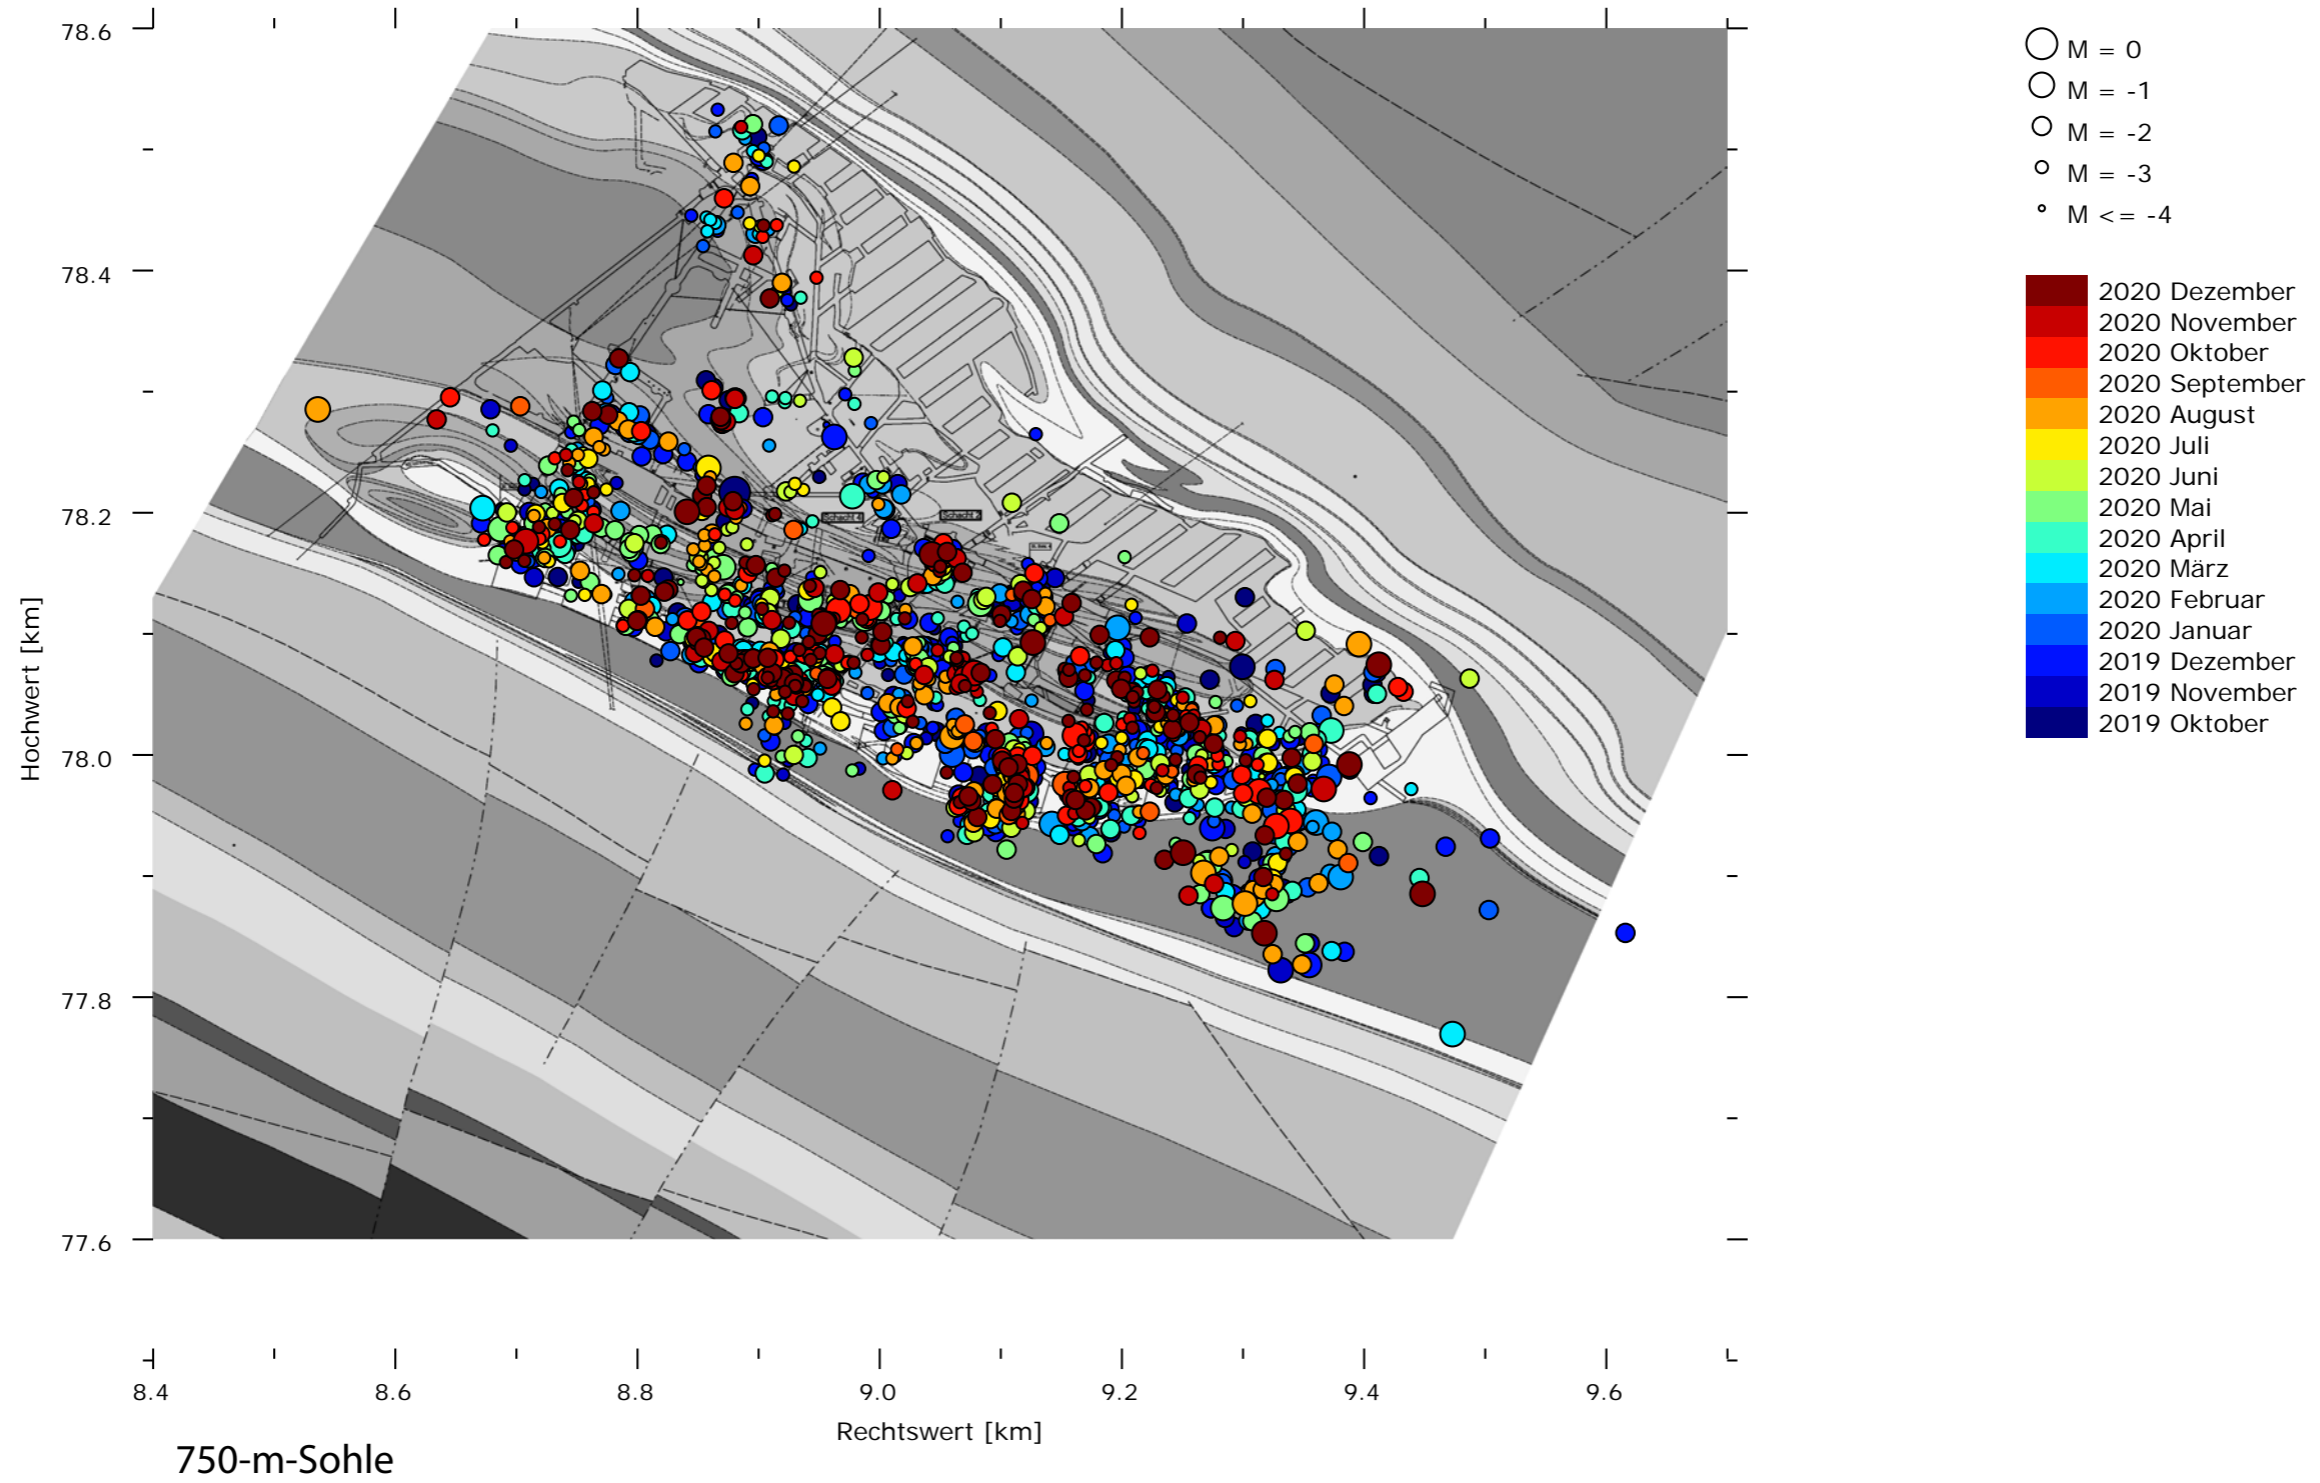 78.6
78.4
78.2
78.0
77.8
77.6
Hochwert [km]
8.4
8.6
8.8
9.0
9.2
9.4
9.6
Rechtswert [km]
750-m-Sohle
M = 0
M = -1
M = -2
M = -3
M <= -4
2020 Dezember
2020 November
2020 Oktober
2020 September
2020 August
2020 Juli
2020 Juni
2020 Mai
2020 April
2020 März
2020 Februar
2020 Januar
2019 Dezember
2019 November
2019 Oktober